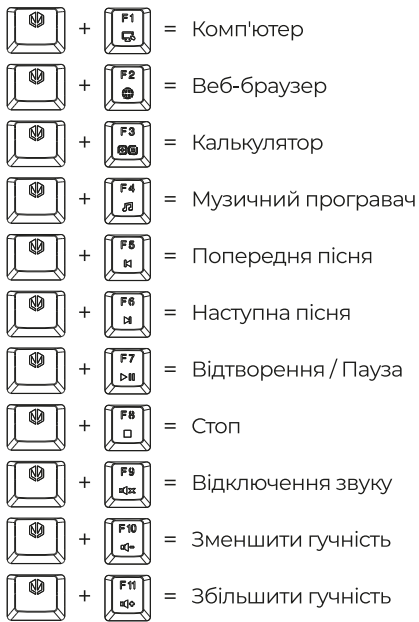 + F1 = Комп'ютер
+ F2 = Веб-браузер
+ F3 = Калькулятор
+ F4 = Музичний програвач
+ F5 = Попередня пісня
+ F6 = Наступна пісня
+ F7 = Відтворення / Пауза
+ F8 = Стоп
+ F9 = Відключення звуку
+ F10 = Зменшити гучність
+ F11 = Збільшити гучність